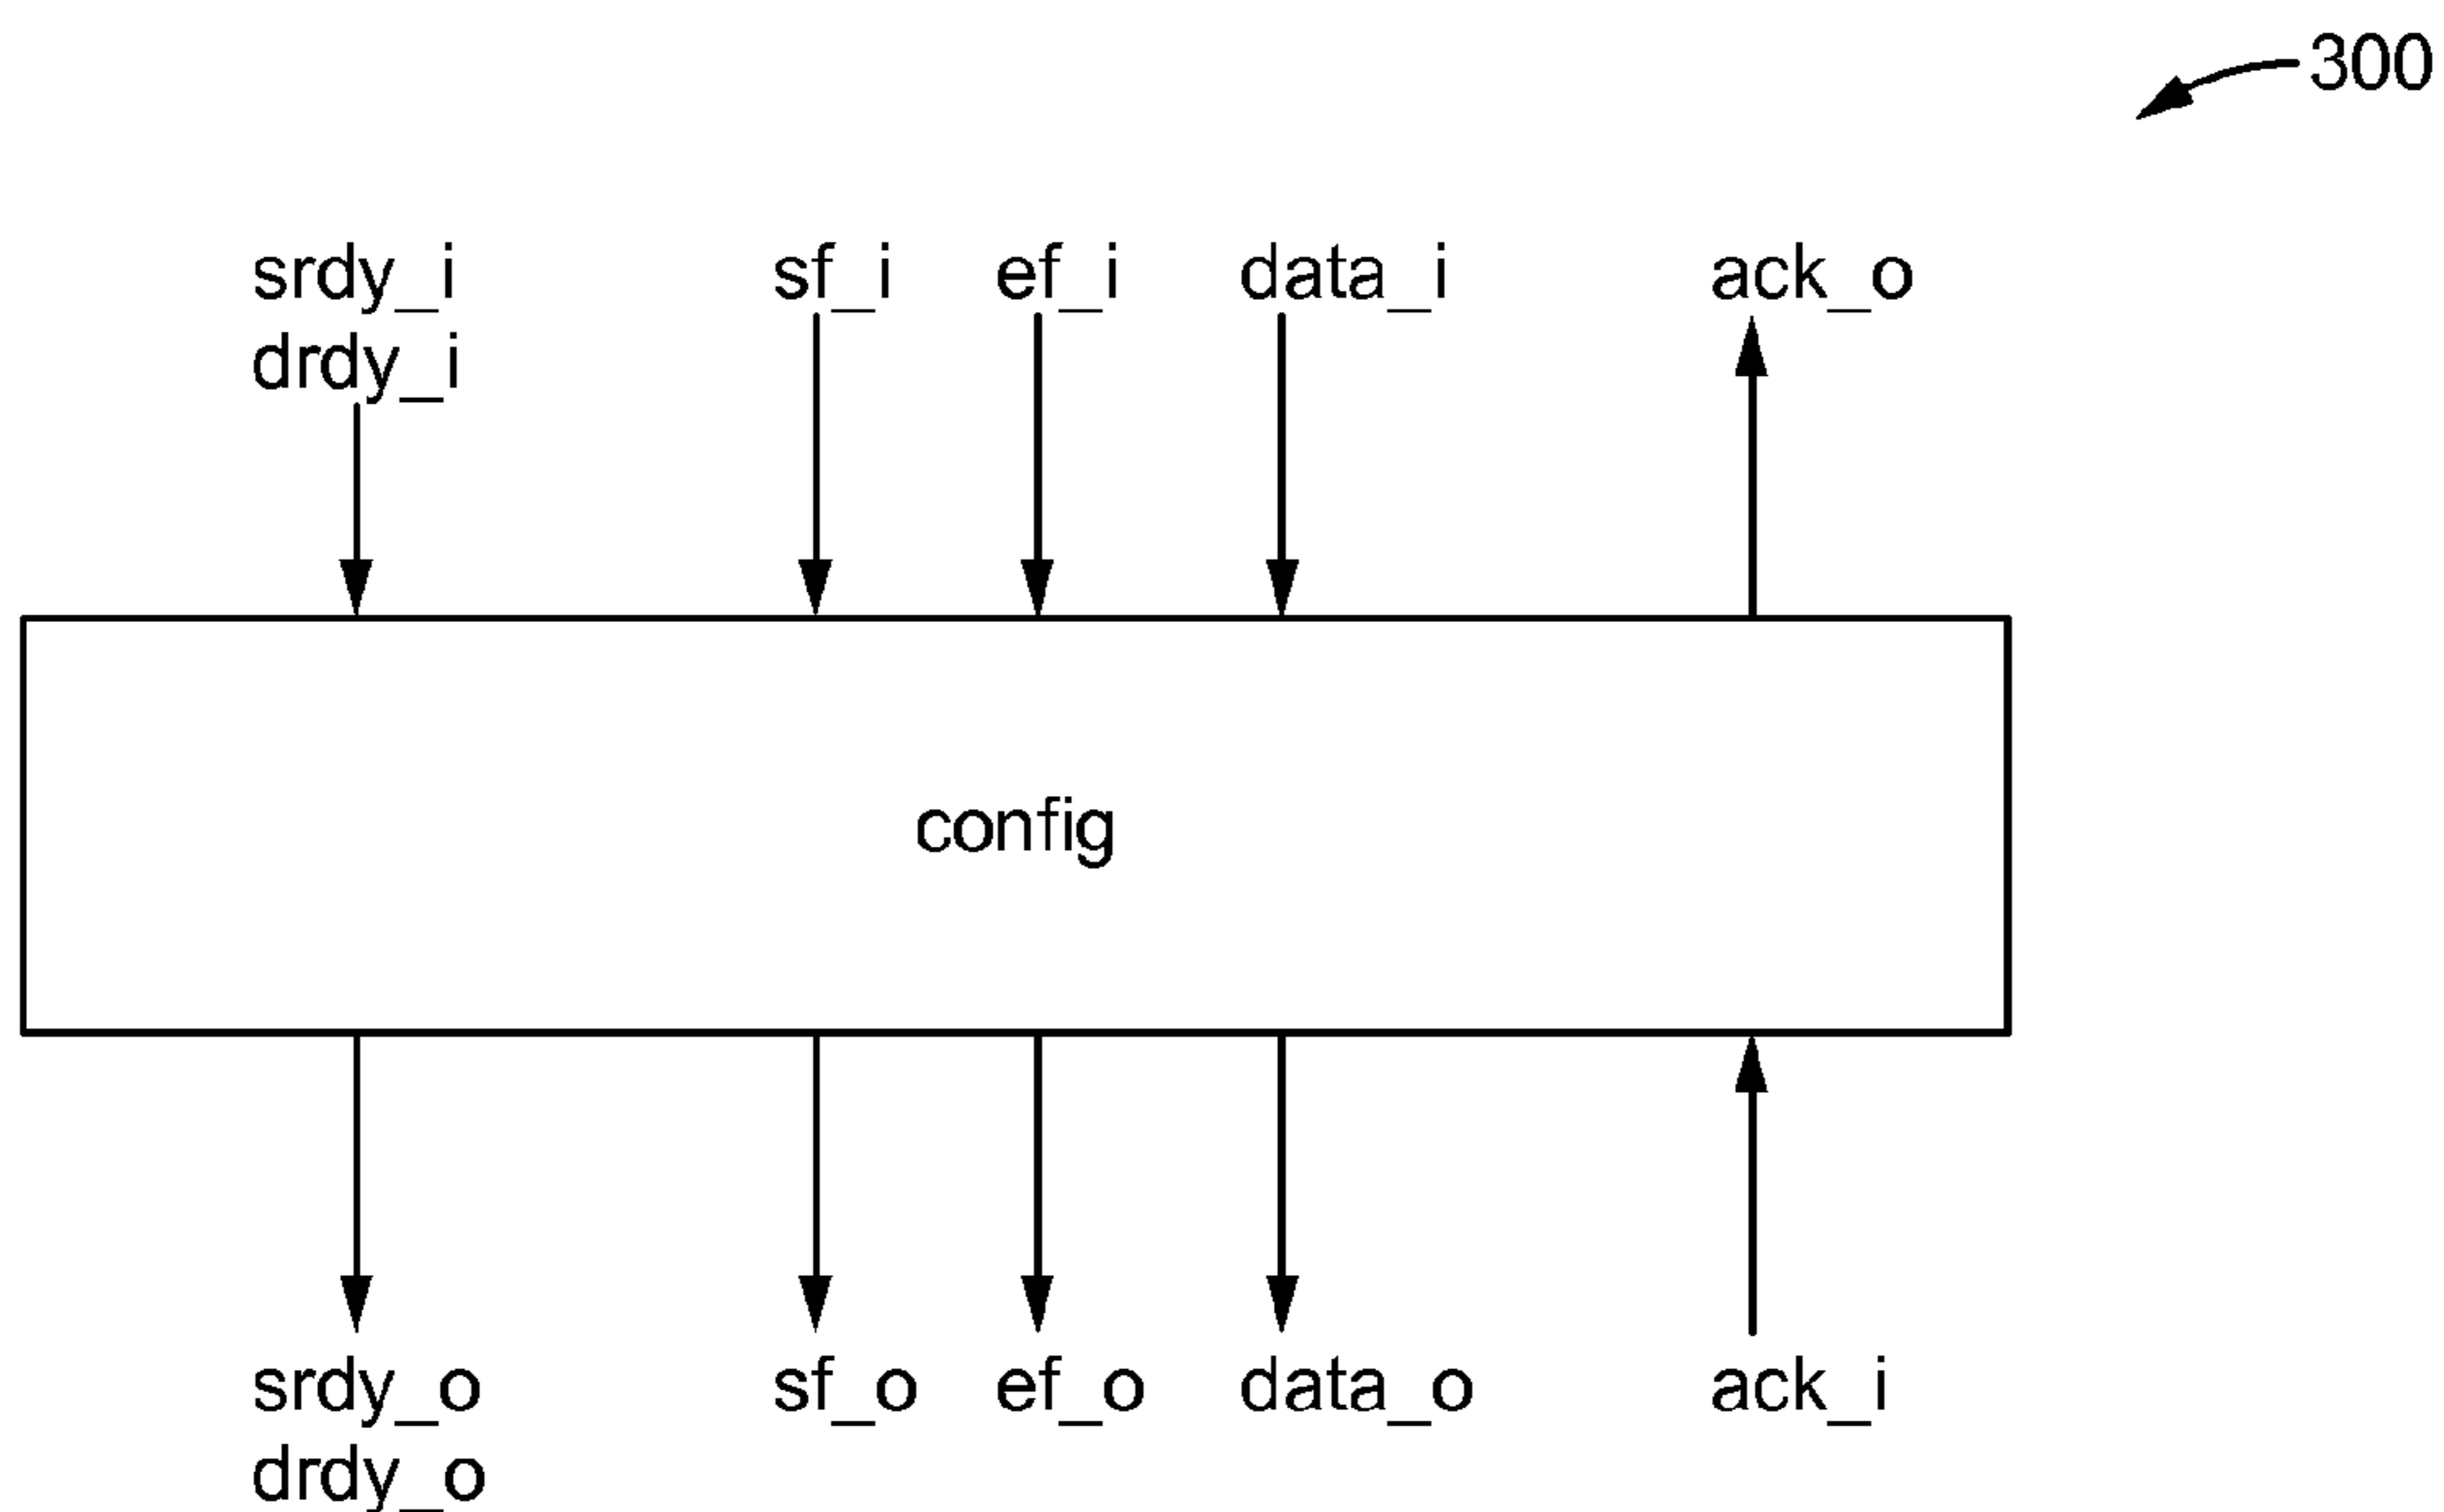 300
srdy_i sf_i ef_i data_i ack_o
drdy_i
config
srdy_o sf_o ef_o data_o ack_i
drdy_o